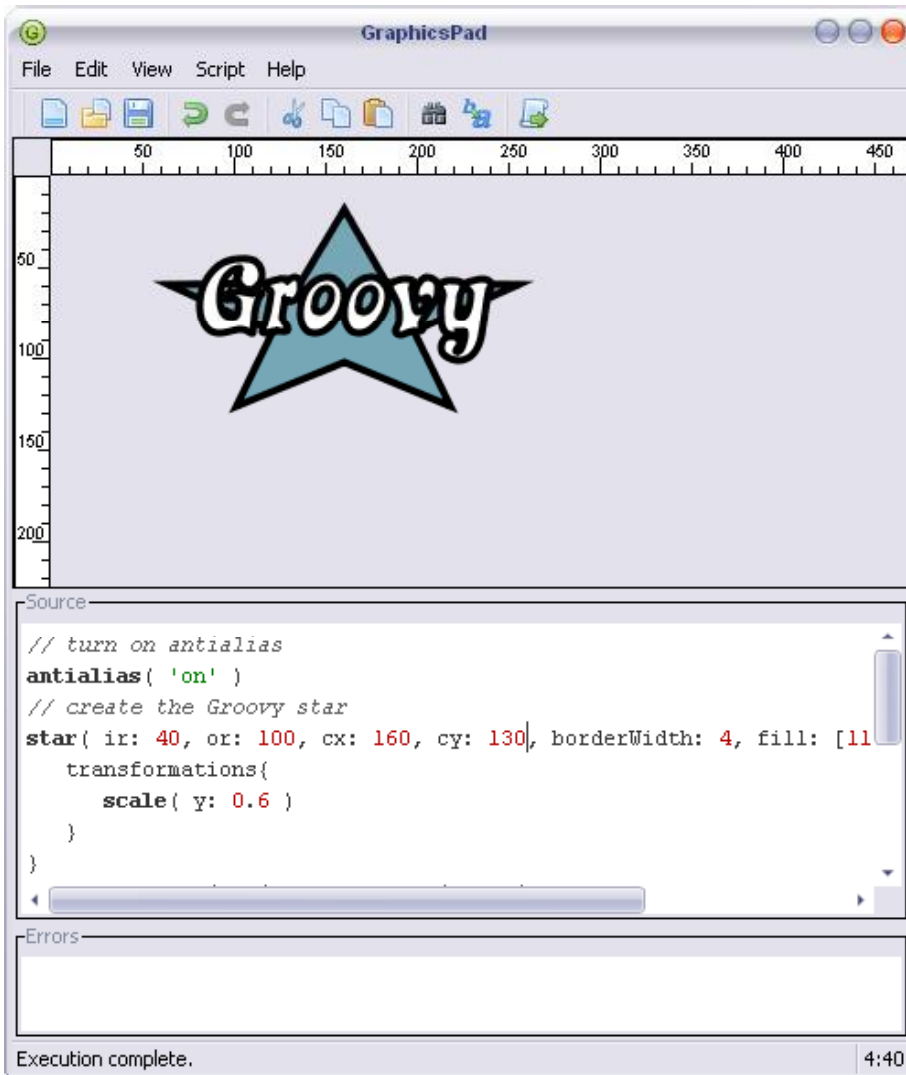 GraphicsPad
File Edit View Script Help
50 100 150 200 250 300 350 400 450
50
100
150
200
Groovy
Source
// turn on antialias
antialias( 'on' )
// create the Groovy star
star( ir: 40, or: 100, cx: 160, cy: 130, borderWidth: 4, fill: [11
transformations{
scale( y: 0.6 )
}
}
Errors
Execution complete. 4:40